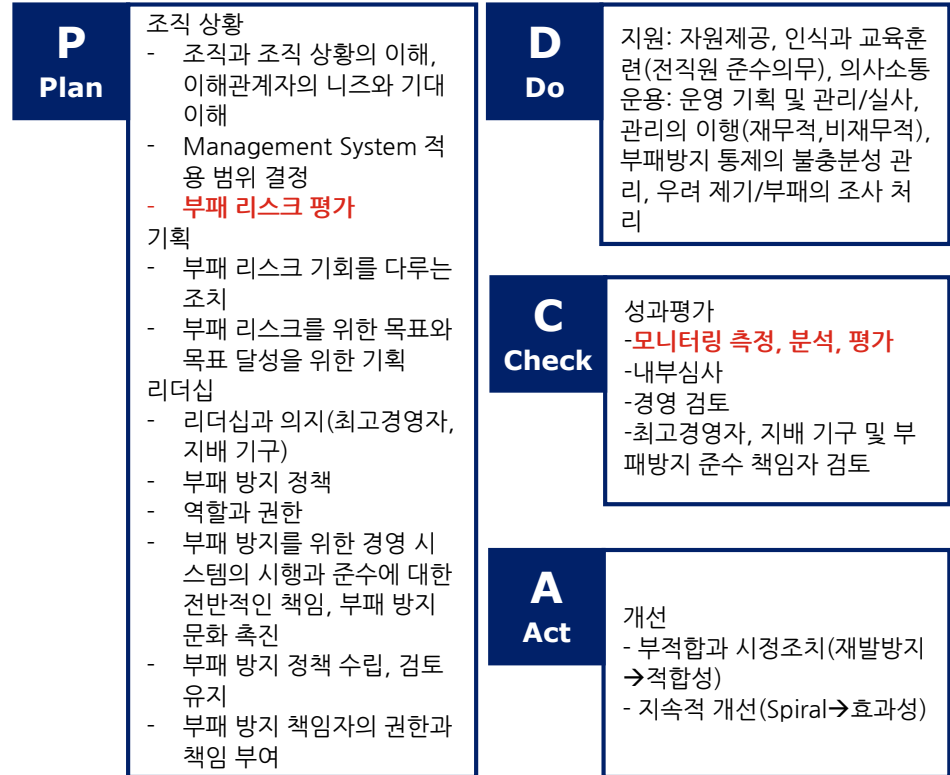 P
Plan
조직 상황
- 조직과 조직 상황의 이해,
이해관계자의 니즈와 기대
이해
- Management System 적
용 범위 결정
- 부패 리스크 평가
기획
- 부패 리스크 기회를 다루는
조치
- 부패 리스크를 위한 목표와
목표 달성을 위한 기획
리더십
- 리더십과 의지(최고경영자,
지배 기구)
- 부패 방지 정책
- 역할과 권한
- 부패 방지를 위한 경영 시
스템의 시행과 준수에 대한
전반적인 책임, 부패 방지
문화 촉진
- 부패 방지 정책 수립, 검토
유지
- 부패 방지 책임자의 권한과
책임 부여
D
Do
지원: 자원제공, 인식과 교육훈
련(전직원 준수의무), 의사소통
운용: 운영 기획 및 관리/실사,
관리의 이행(재무적,비재무적),
부패방지 통제의 불충분성 관
리, 우려 제기/부패의 조사 처
리
C
Check
성과평가
-모니터링 측정, 분석, 평가
-내부심사
-경영 검토
-최고경영자, 지배 기구 및 부
패방지 준수 책임자 검토
A
Act
개선
- 부적합과 시정조치(재발방지
→적합성)
- 지속적 개선(Spiral→효과성)